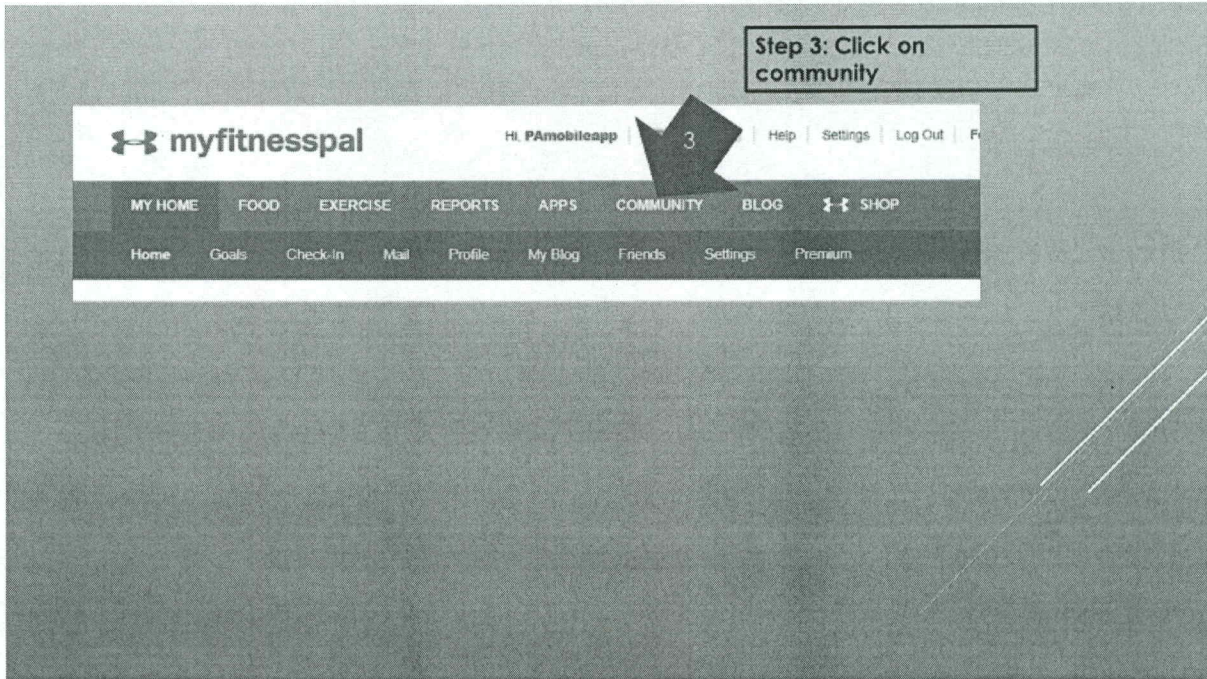 Step 3: Click on
community
myfitnesspal
Hi, PAmobileapp
3
Help
Settings
Log Out
MY HOME
FOOD
EXERCISE
REPORTS
APPS
COMMUNITY
BLOG
SHOP
Home
Goals
Check-In
Mail
Profile
My Blog
Friends
Settings
Premium